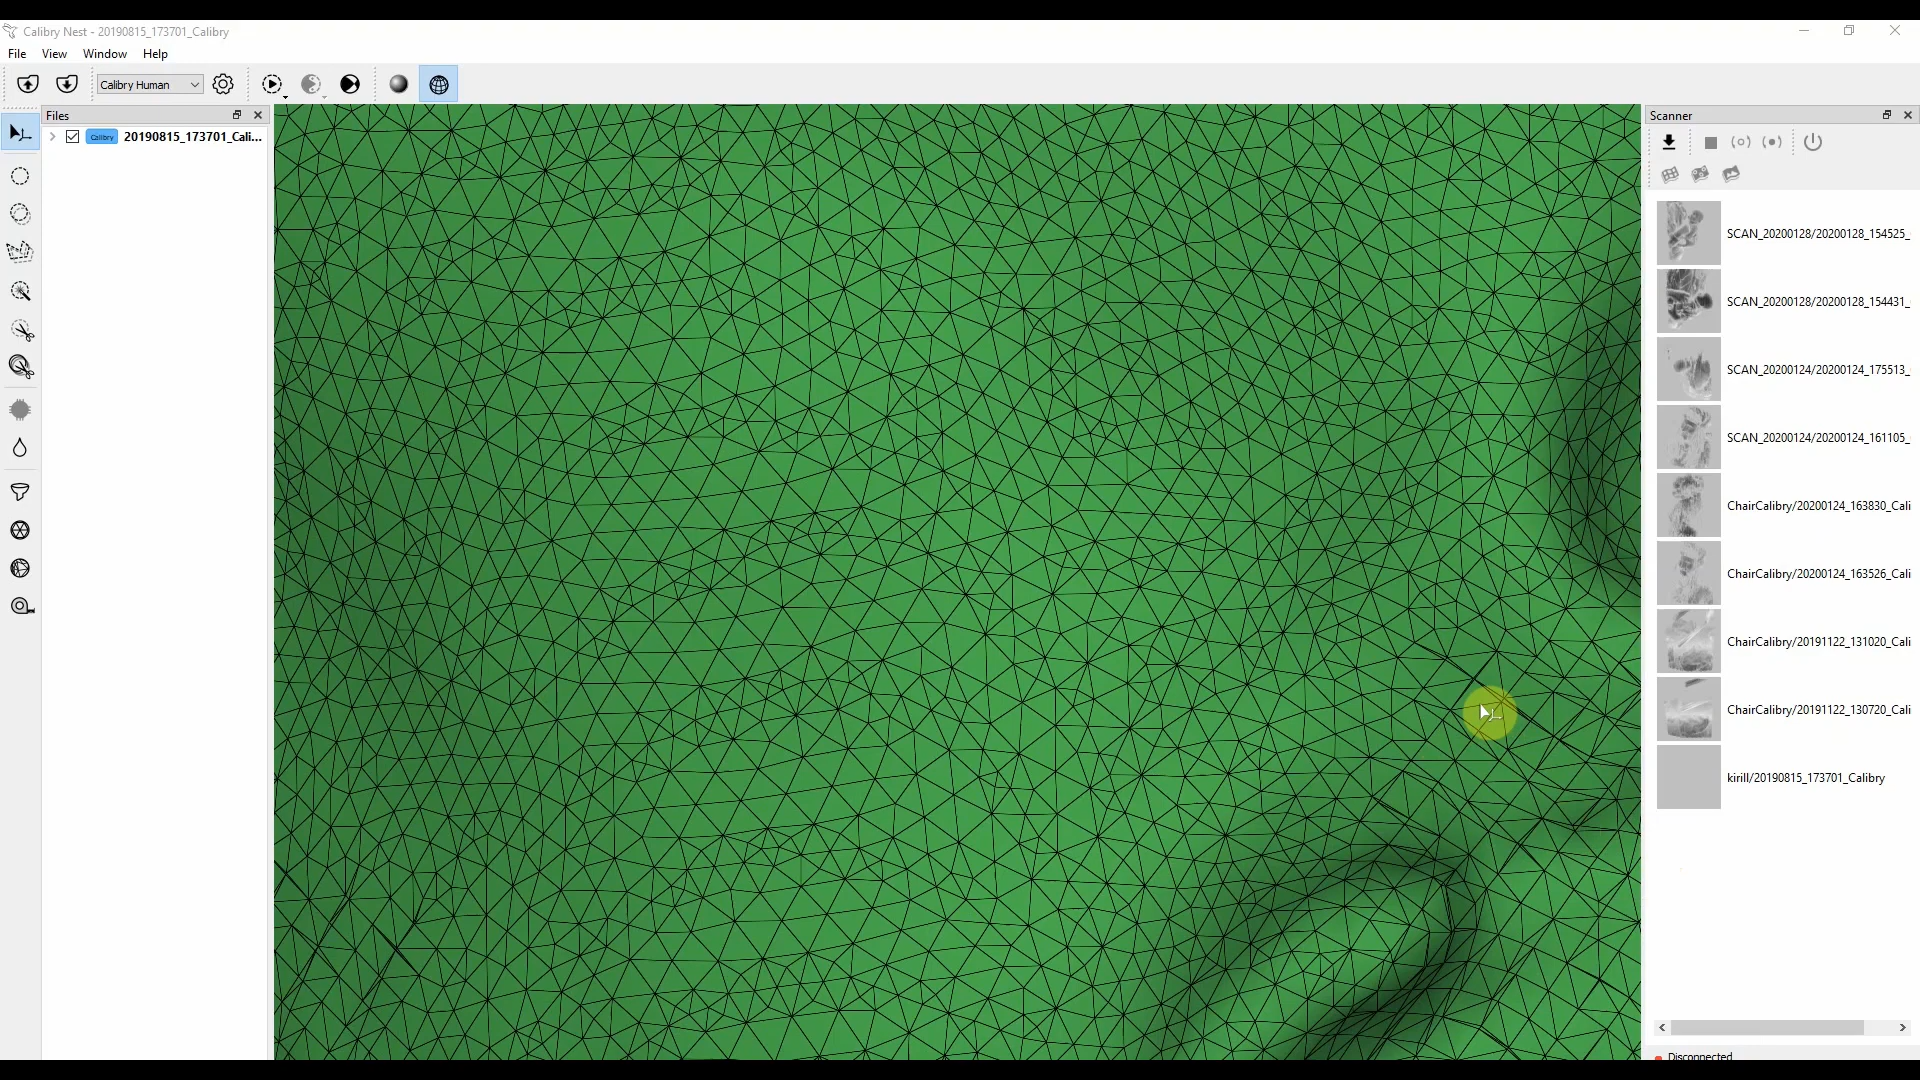 Calibry Nest - 20190815_173701_Calibry
File View Window Help
Calibry Human
Files
Calibry 20190815_173701_Cali...
Scanner
SCAN_20200128/20200128_154525_
SCAN_20200128/20200128_154431_
SCAN_20200124/20200124_175513_
SCAN_20200124/20200124_161105_
ChairCalibry/20200124_163830_Cali
ChairCalibry/20200124_163526_Cali
ChairCalibry/20191122_131020_Cali
ChairCalibry/20191122_130720_Cali
kirill/20190815_173701_Calibry
Disconnected